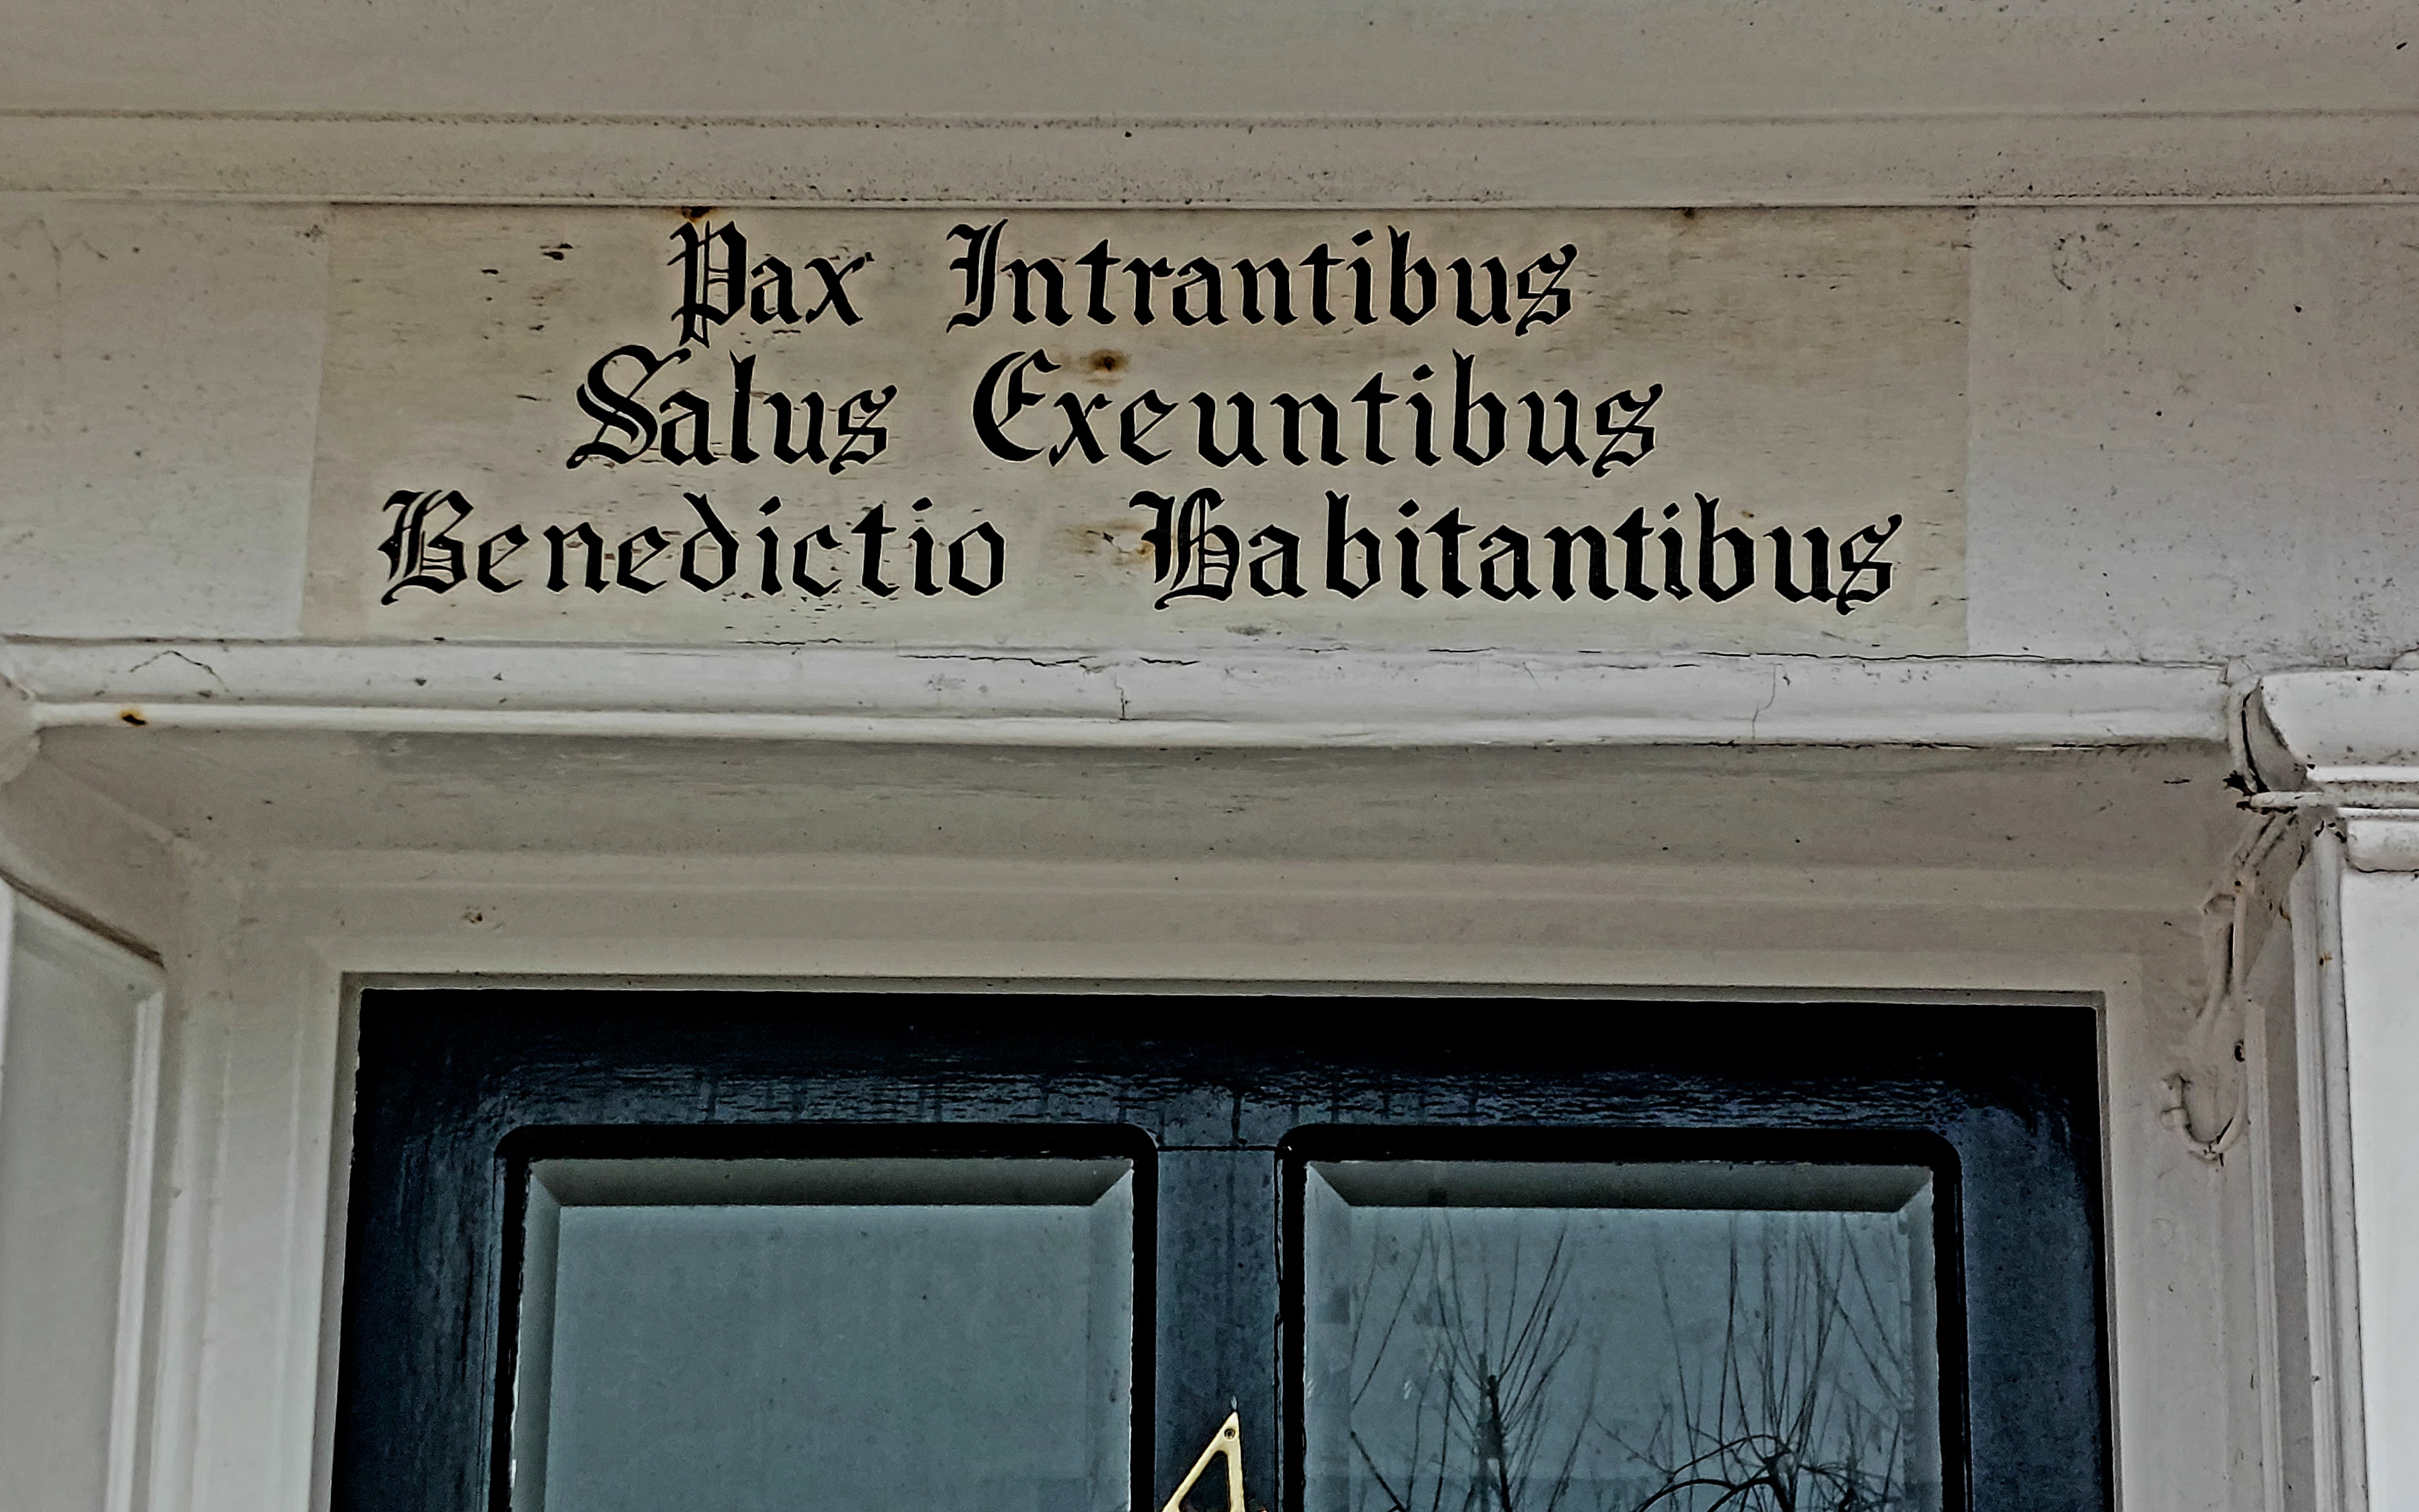 Pax Intrantibus
Salus Exeuntibus
Benedictio Habitantibus